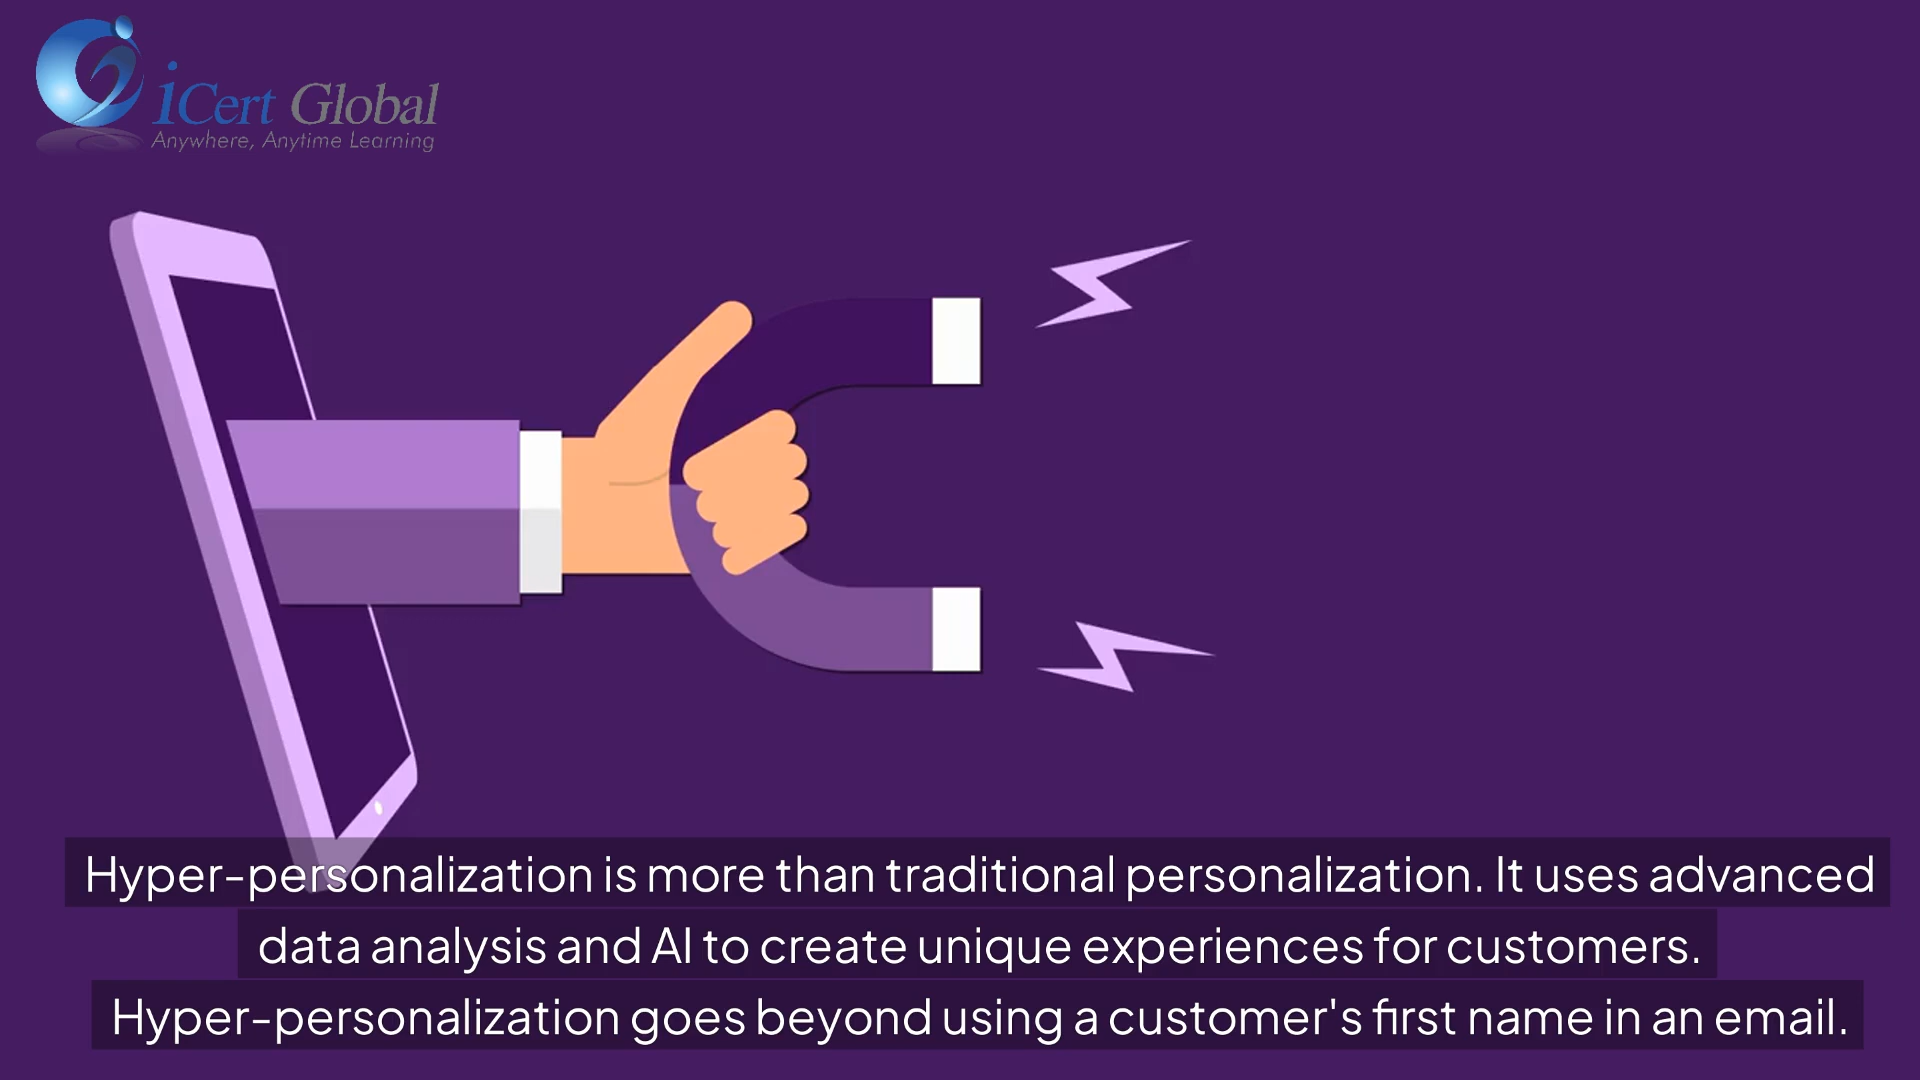 iCert Global
Anywhere, Anytime Learning
Hyper-personalization is more than traditional personalization. It uses advanced
data analysis and AI to create unique experiences for customers.
Hyper-personalization goes beyond using a customer's first name in an email.